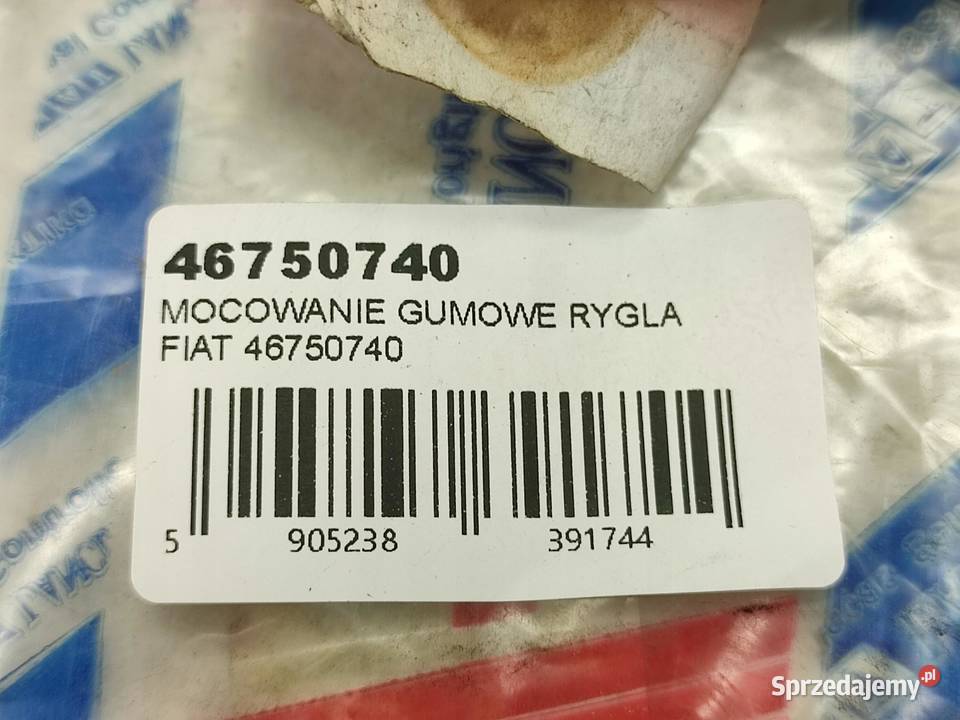 46750740
MOCOWANIE GUMOWE RYGLA
FIAT 46750740
5 905238 391744
Sprzedajemy.pl